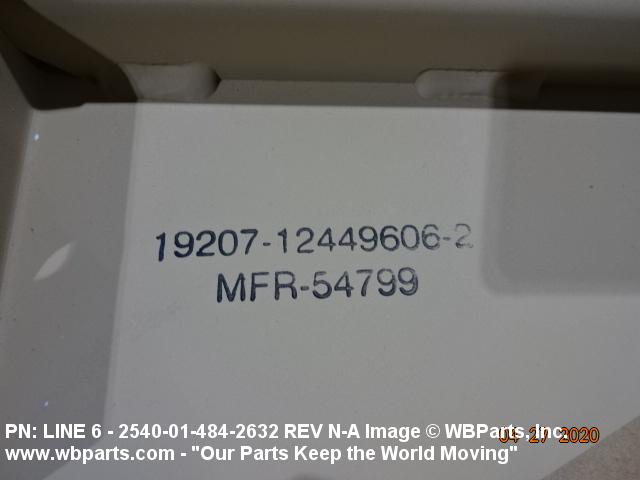 19207-12449606-2
MFR-54799
PN: LINE 6 - 2540-01-484-2632 REV N-A Image © WBParts, Inc.
04 27 2020
www.wbparts.com - "Our Parts Keep the World Moving"